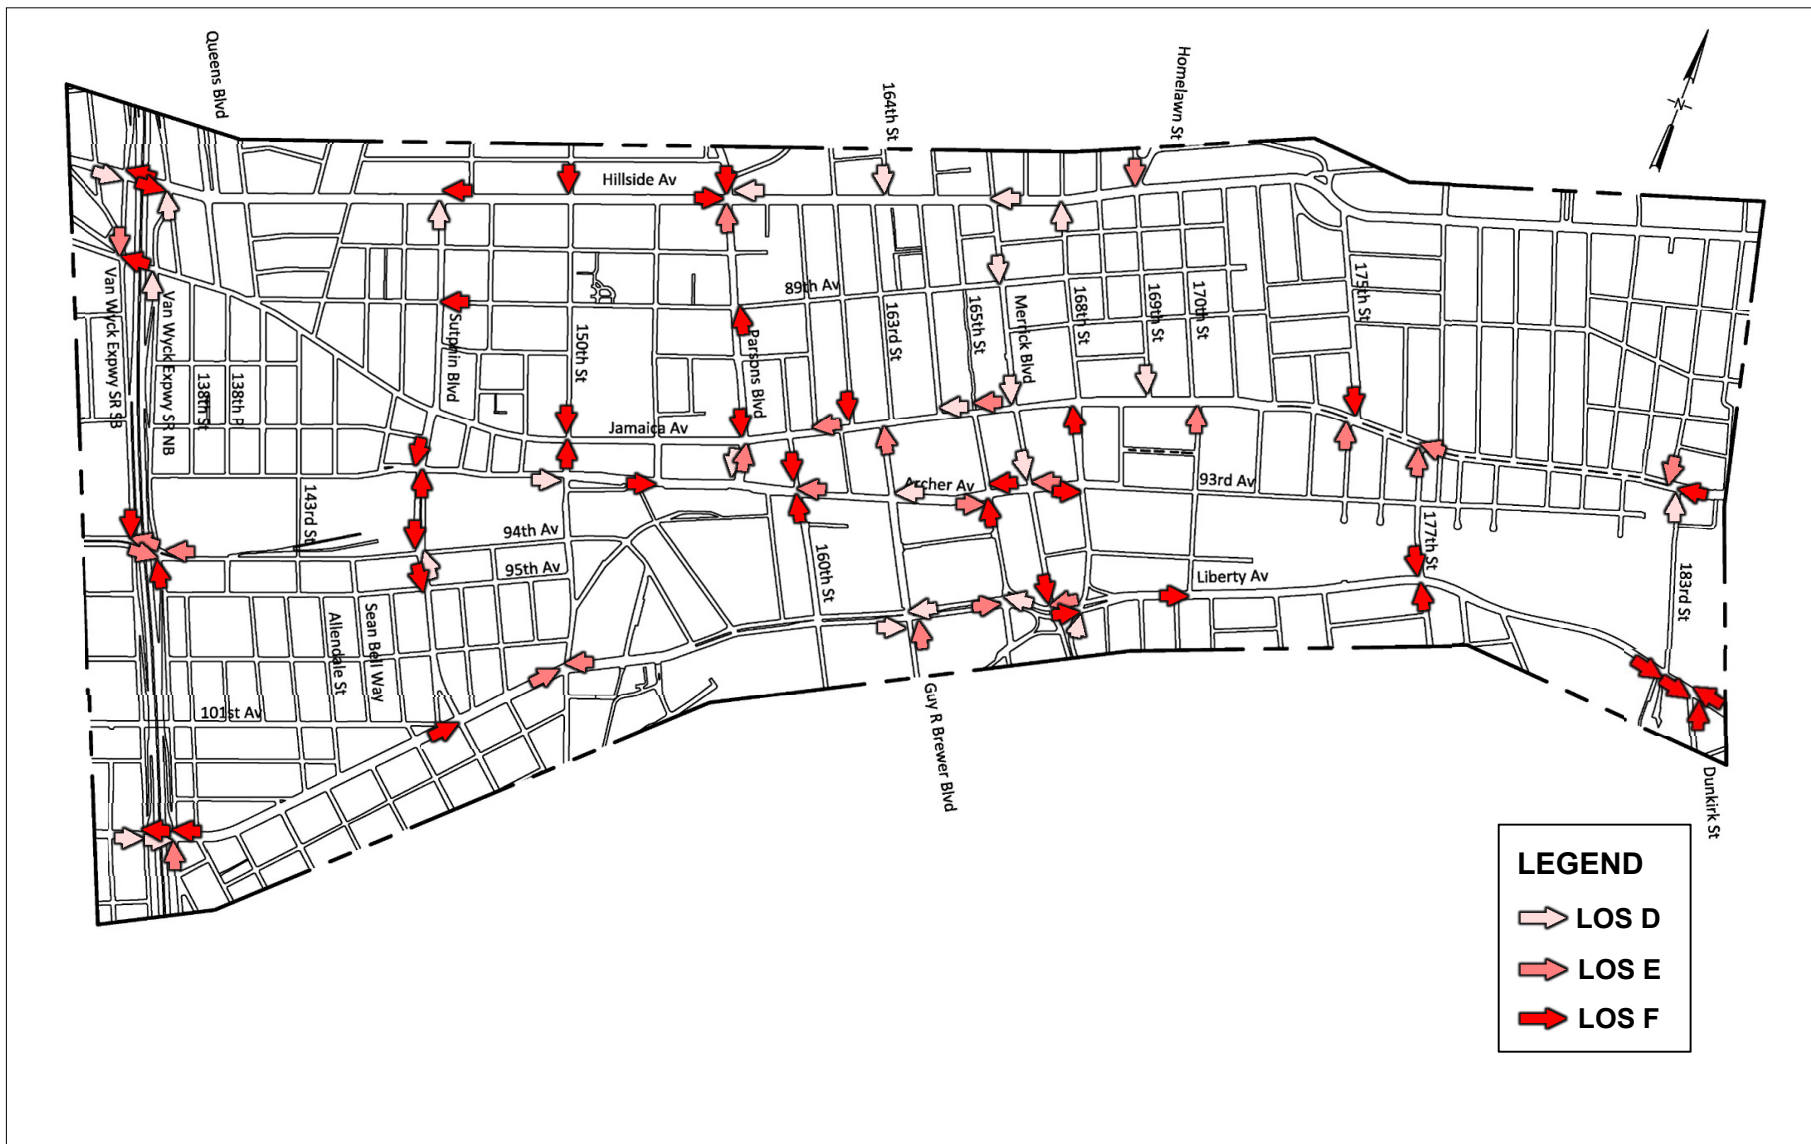 Queens Blvd
164th St
Homelawn St
N
Hillside Av
89th Av
Van Wyck Expwy SR SB
Van Wyck Expwy SR NB
138th St
138th Pl
Sutphin Blvd
150th St
Parsons Blvd
163rd St
165th St
Merrick Blvd
168th St
169th St
170th St
175th St
Jamaica Av
Archer Av
93rd Av
143rd St
94th Av
95th Av
160th St
Liberty Av
177th St
183rd St
Allendale St
Sean Bell Way
101st Av
Guy R Brewer Blvd
Dunkirk St
LEGEND
LOS D
LOS E
LOS F